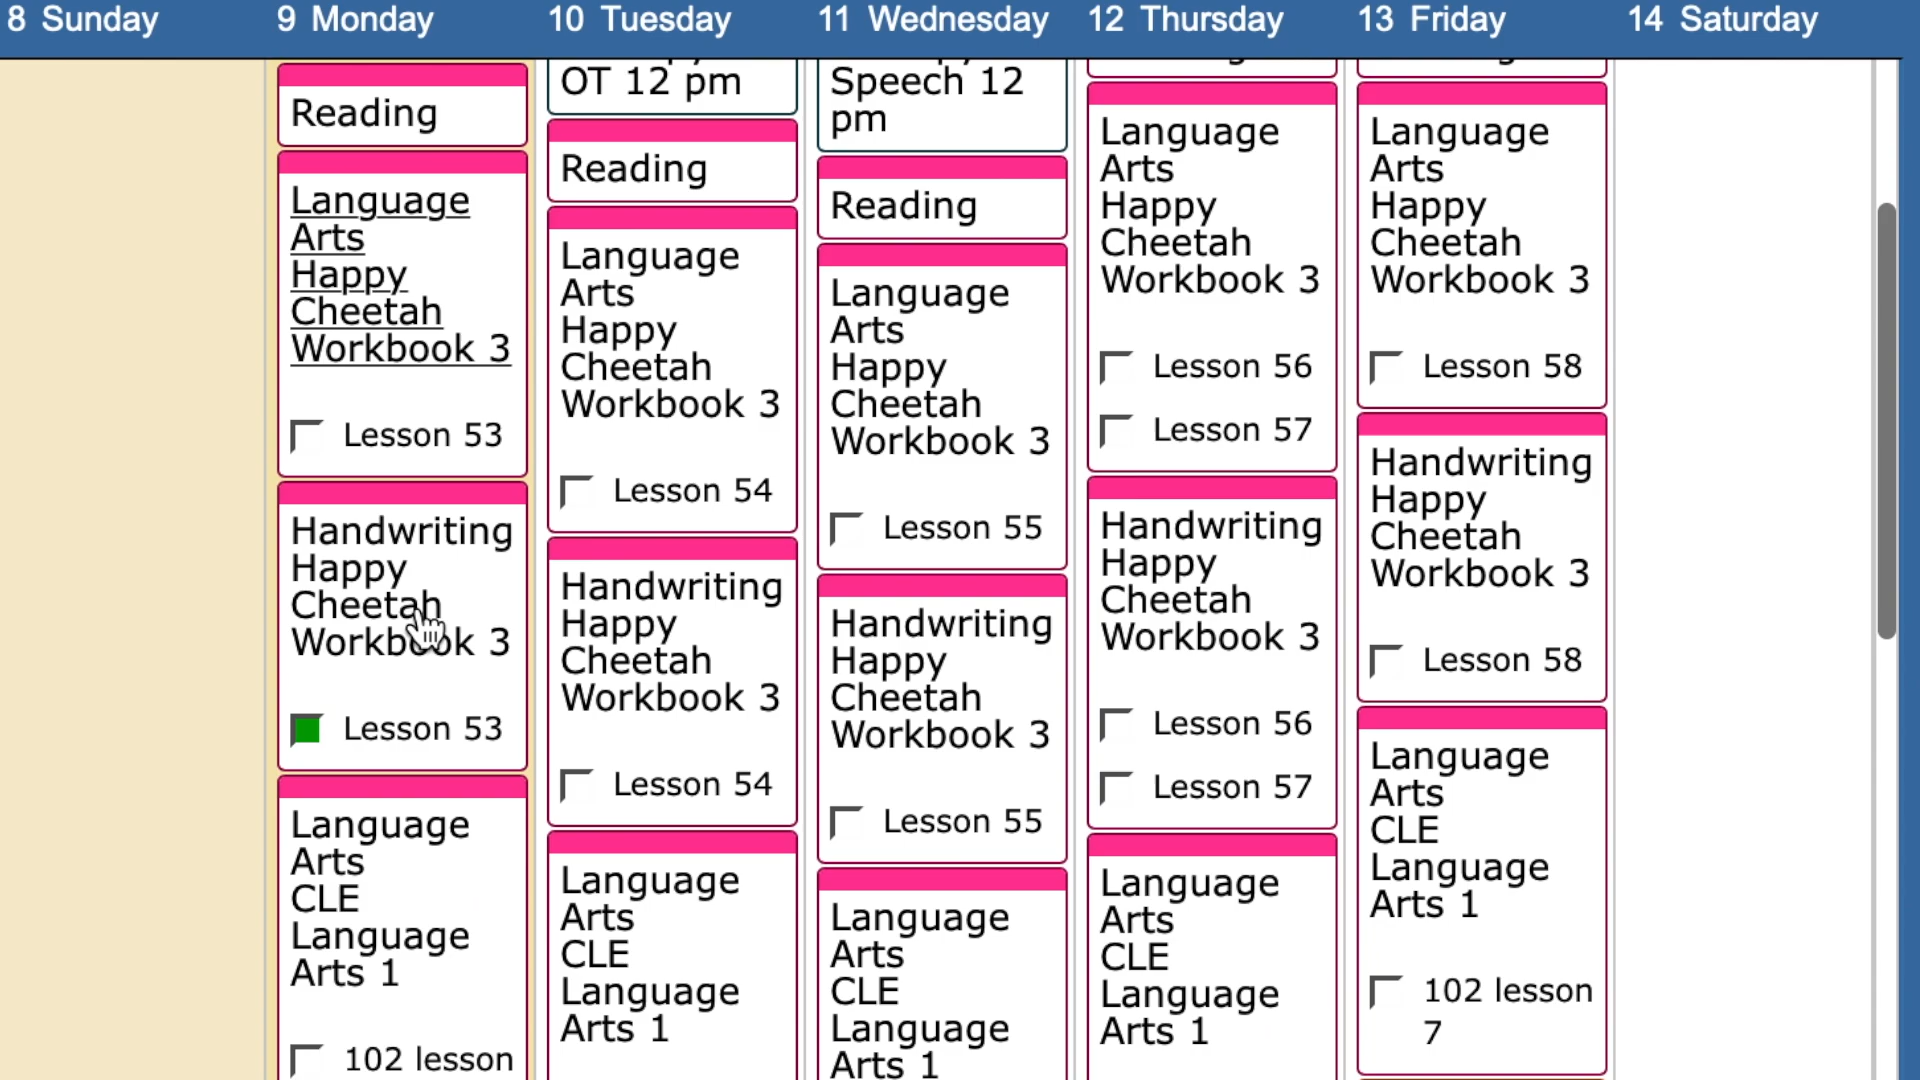 8 Sunday
9 Monday
10 Tuesday
11 Wednesday
12 Thursday
13 Friday
14 Saturday
Reading
Language
Arts
Happy
Cheetah
Workbook 3
Lesson 53
Handwriting
Happy
Cheetah
Workbook 3
Lesson 53
Language
Arts
CLE
Language
Arts 1
102 lesson
OT 12 pm
Reading
Language
Arts
Happy
Cheetah
Workbook 3
Lesson 54
Handwriting
Happy
Cheetah
Workbook 3
Lesson 54
Language
Arts
CLE
Language
Arts 1
Speech 12
pm
Reading
Language
Arts
Happy
Cheetah
Workbook 3
Lesson 55
Handwriting
Happy
Cheetah
Workbook 3
Lesson 55
Language
Arts
CLE
Language
Arts 1
Language
Arts
Happy
Cheetah
Workbook 3
Lesson 56
Lesson 57
Handwriting
Happy
Cheetah
Workbook 3
Lesson 56
Lesson 57
Language
Arts
CLE
Language
Arts 1
Language
Arts
Happy
Cheetah
Workbook 3
Lesson 58
Handwriting
Happy
Cheetah
Workbook 3
Lesson 58
Language
Arts
CLE
Language
Arts 1
102 lesson
7